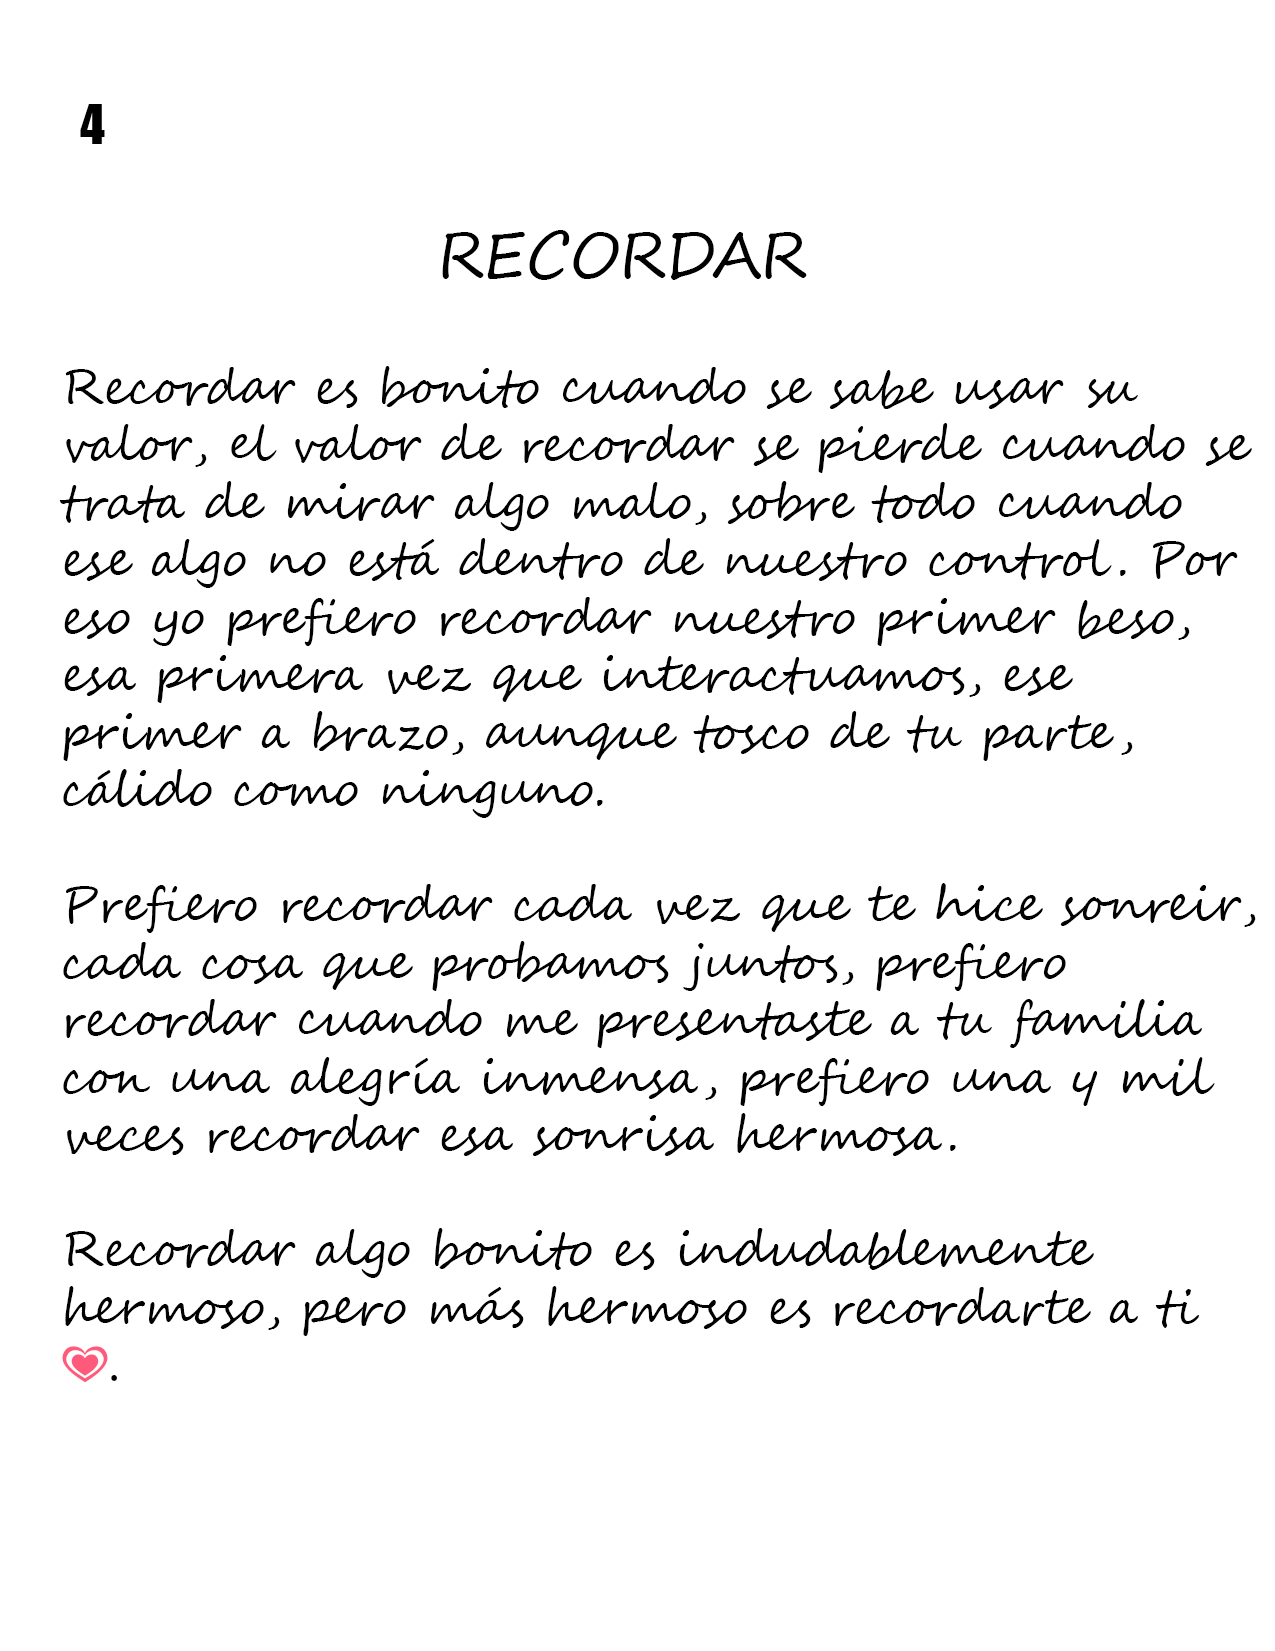 4
RECORDAR
Recordar es bonito cuando se sabe usar su
valor, el valor de recordar se pierde cuando se
trata de mirar algo malo, sobre todo cuando
ese algo no está dentro de nuestro control. Por
eso yo prefiero recordar nuestro primer beso,
esa primera vez que interactuamos, ese
primer a brazo, aunque tosco de tu parte,
cálido como ninguno.
Prefiero recordar cada vez que te hice sonreir,
cada cosa que probamos juntos, prefiero
recordar cuando me presentaste a tu familia
con una alegría inmensa, prefiero una y mil
veces recordar esa sonrisa hermosa.
Recordar algo bonito es indudablemente
hermoso, pero más hermoso es recordarte a ti
💗.